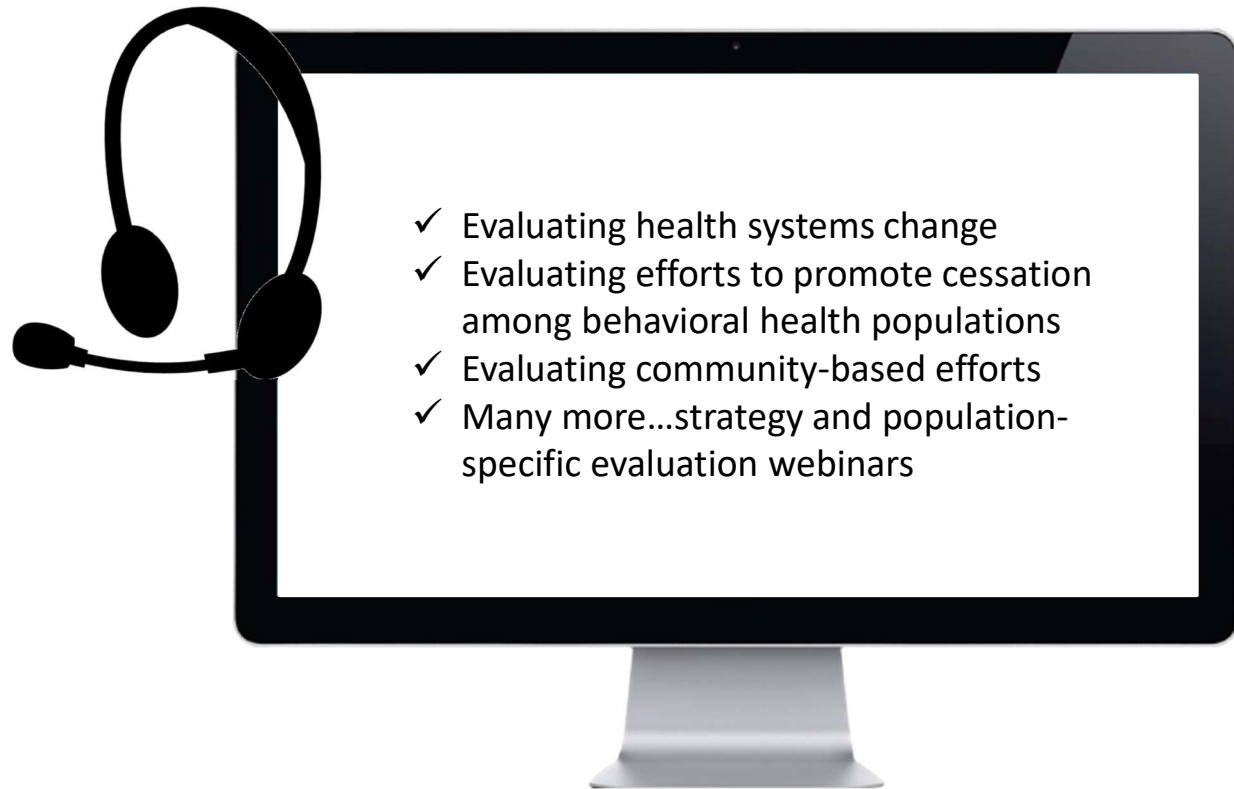 ✓ Evaluating health systems change
✓ Evaluating efforts to promote cessation
among behavioral health populations
✓ Evaluating community-based efforts
✓ Many more…strategy and population-
specific evaluation webinars